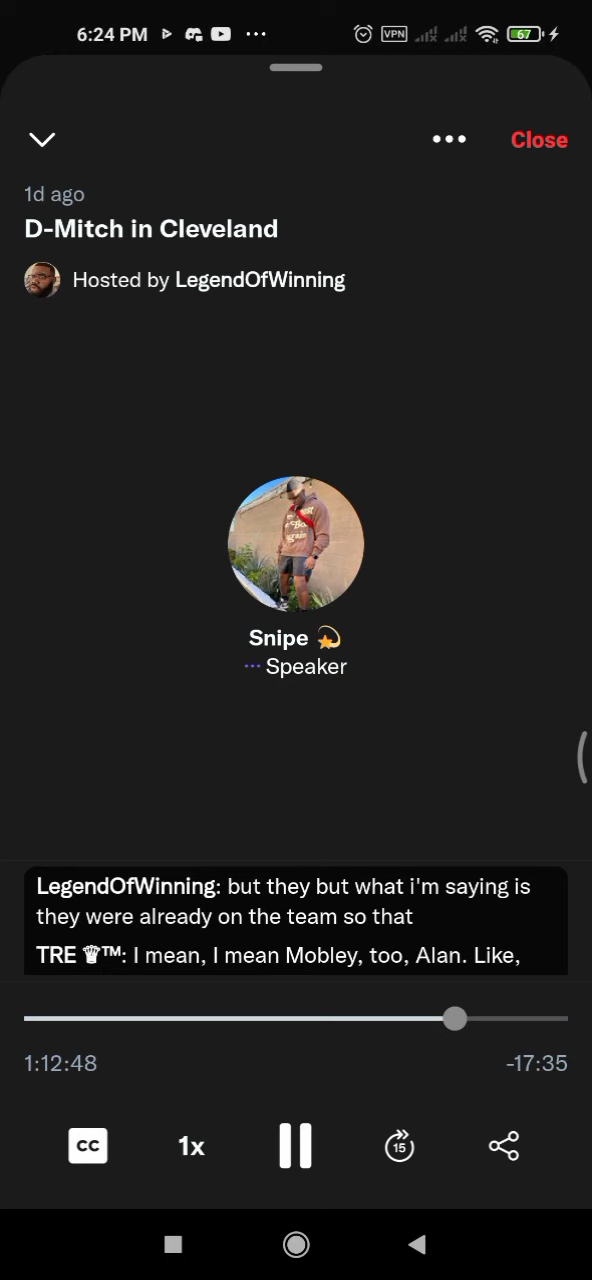 6:24 PM
VPN
67
Close
1d ago
D-Mitch in Cleveland
Hosted by LegendOfWinning
Snipe 💫
Speaker
LegendOfWinning: but they but what i'm saying is
they were already on the team so that
TRE ♛™: I mean, I mean Mobley, too, Alan. Like,
1:12:48
-17:35
CC
1x
15